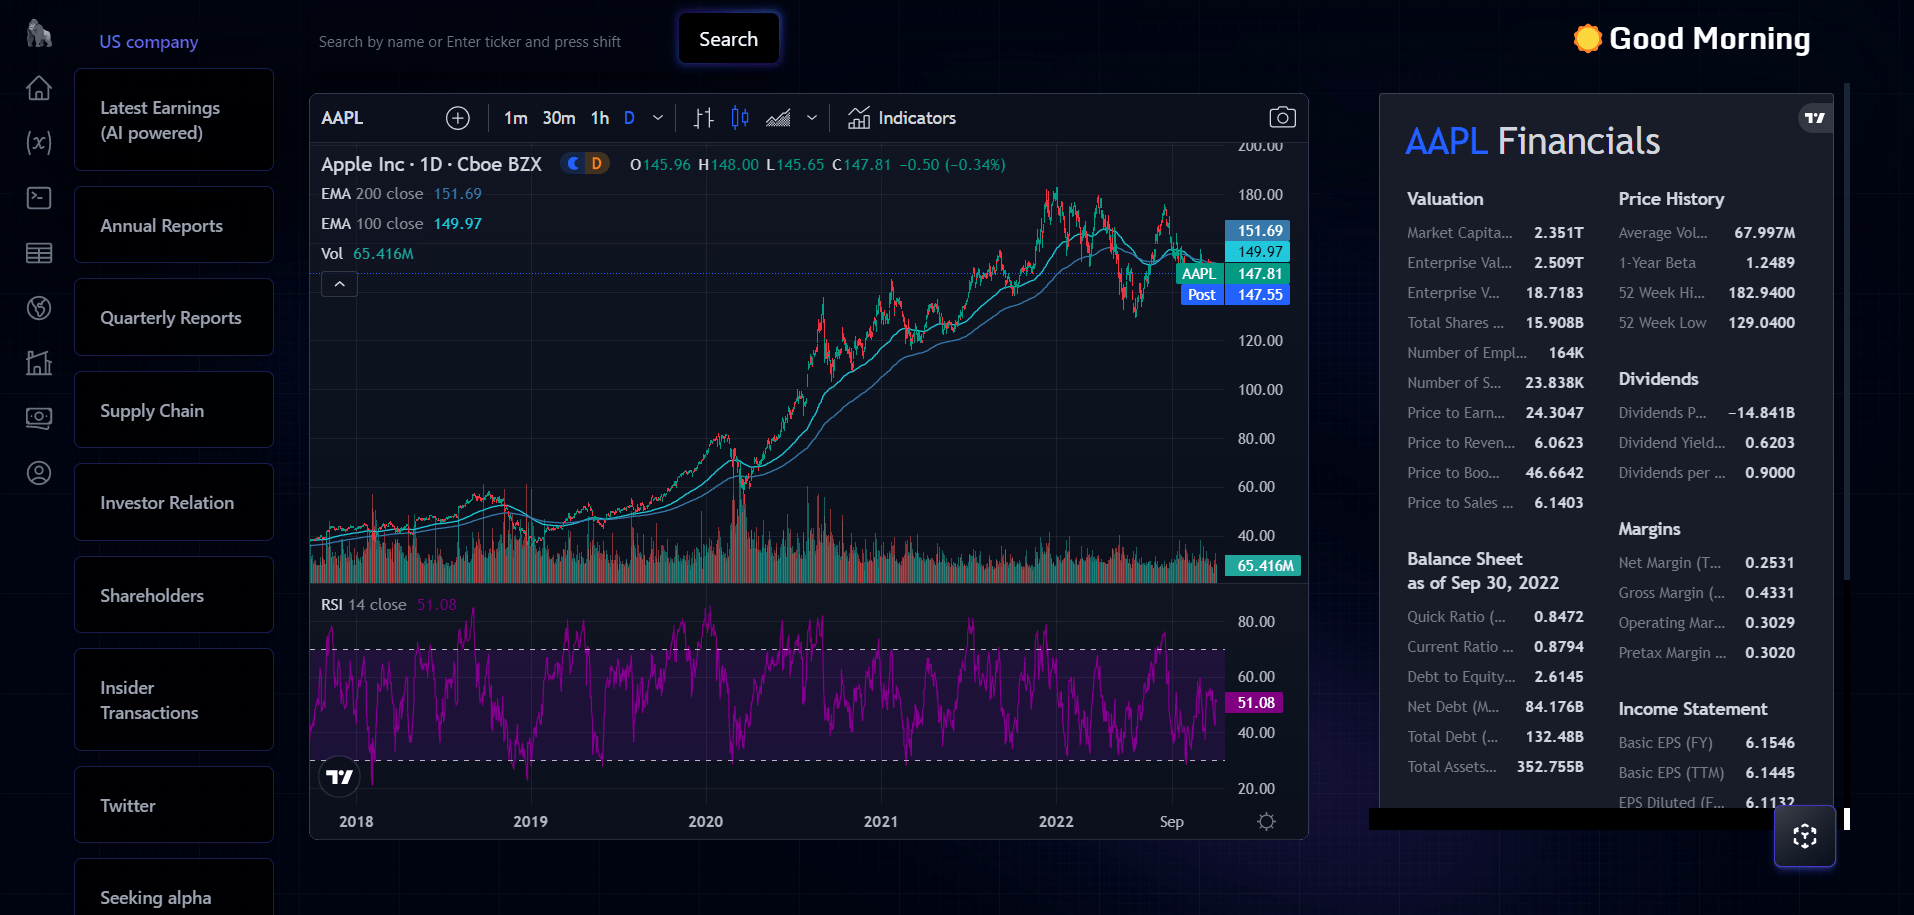 US company
Search by name or Enter ticker and press shift
Search
Good Morning
Latest Earnings
(AI powered)
Annual Reports
Quarterly Reports
Supply Chain
Investor Relation
Shareholders
Insider
Transactions
Twitter
Seeking alpha
AAPL
1m 30m 1h D
Indicators
Apple Inc · 1D · Cboe BZX
D
O145.96 H148.00 L145.65 C147.81 −0.50 (−0.34%)
EMA 200 close 151.69
EMA 100 close 149.97
Vol 65.416M
200.00
180.00
151.69
149.97
AAPL 147.81
Post 147.55
120.00
100.00
80.00
60.00
40.00
65.416M
RSI 14 close 51.08
80.00
60.00
51.08
40.00
20.00
2018 2019 2020 2021 2022 Sep
AAPL Financials
Valuation
Market Capita... 2.351T
Enterprise Val... 2.509T
Enterprise V... 18.7183
Total Shares ... 15.908B
Number of Empl... 164K
Number of S... 23.838K
Price to Earn... 24.3047
Price to Reven... 6.0623
Price to Boo... 46.6642
Price to Sales ... 6.1403
Balance Sheet
as of Sep 30, 2022
Quick Ratio (... 0.8472
Current Ratio ... 0.8794
Debt to Equity... 2.6145
Net Debt (M... 84.176B
Total Debt (... 132.48B
Total Assets... 352.755B
Price History
Average Vol... 67.997M
1-Year Beta 1.2489
52 Week Hi... 182.9400
52 Week Low 129.0400
Dividends
Dividends P... −14.841B
Dividend Yield... 0.6203
Dividends per ... 0.9000
Margins
Net Margin (T... 0.2531
Gross Margin (... 0.4331
Operating Mar... 0.3029
Pretax Margin ... 0.3020
Income Statement
Basic EPS (FY) 6.1546
Basic EPS (TTM) 6.1445
EPS Diluted (F... 6.1132